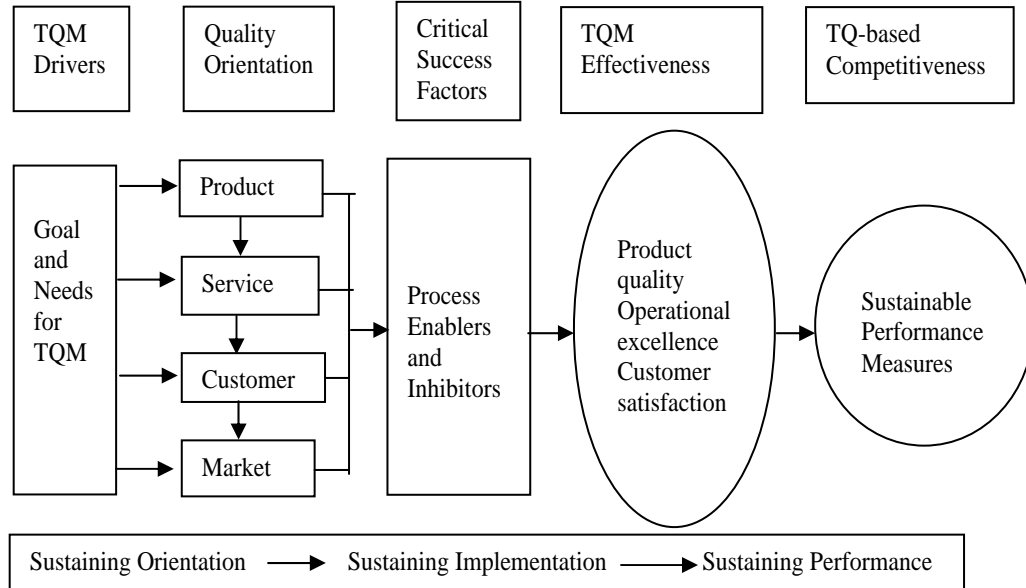 TQM
Drivers
Quality
Orientation
Critical
Success
Factors
TQM
Effectiveness
TQ-based
Competitiveness
Goal
and
Needs
for
TQM
Product
Service
Customer
Market
Process
Enablers
and
Inhibitors
Product
quality
Operational
excellence
Customer
satisfaction
Sustainable
Performance
Measures
Sustaining Orientation Sustaining Implementation Sustaining Performance